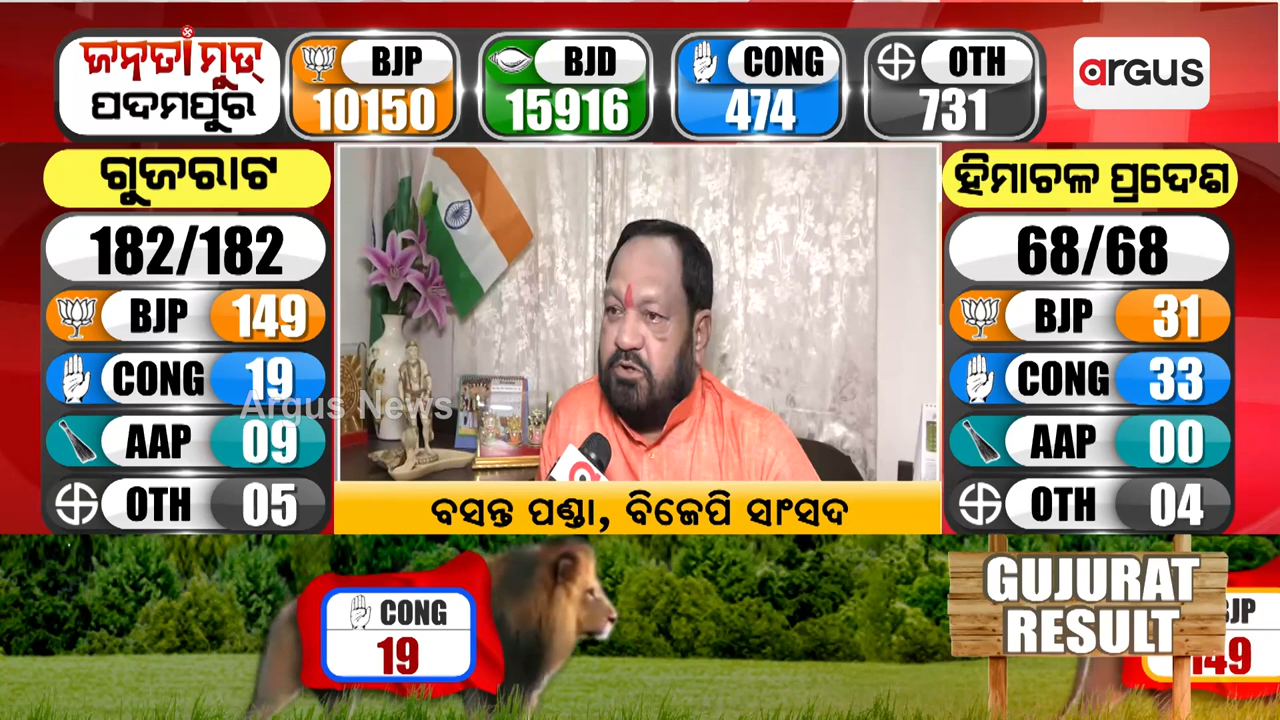 ଜନତା ମୁଡ୍
ପଦମପୁର
BJP
10150
BJD
15916
CONG
474
OTH
731
argus
ଗୁଜରାଟ
182/182
BJP 149
CONG 19
AAP 09
OTH 05
Argus News
ବସନ୍ତ ପଣ୍ଡା, ବିଜେପି ସାଂସଦ
ହିମାଚଳ ପ୍ରଦେଶ
68/68
BJP 31
CONG 33
AAP 00
OTH 04
CONG
19
GUJURAT
RESULT
BJP
149